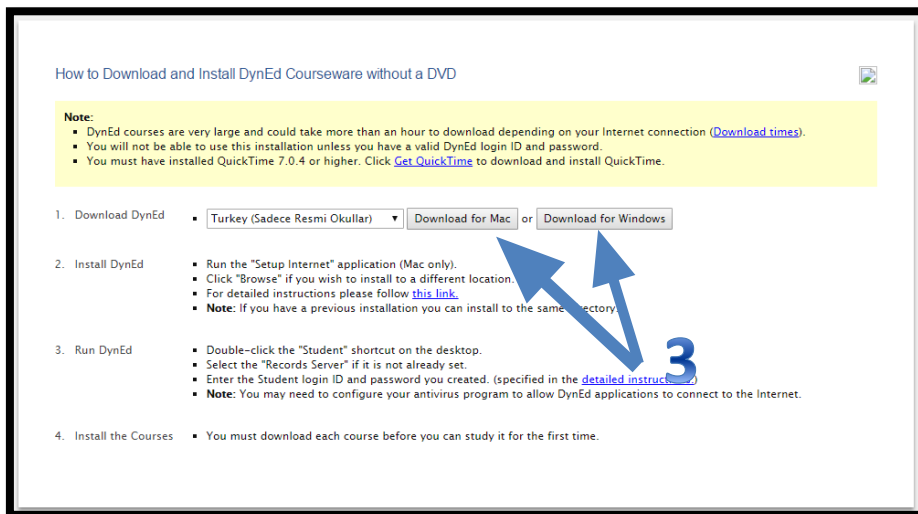 How to Download and Install DynEd Courseware without a DVD
Note:
▪ DynEd courses are very large and could take more than an hour to download depending on your Internet connection (Download times).
▪ You will not be able to use this installation unless you have a valid DynEd login ID and password.
▪ You must have installed QuickTime 7.0.4 or higher. Click Get QuickTime to download and install QuickTime.
1. Download DynEd ▪ Turkey (Sadece Resmi Okullar) ▼ Download for Mac or Download for Windows
2. Install DynEd ▪ Run the "Setup Internet" application (Mac only).
▪ Click "Browse" if you wish to install to a different location.
▪ For detailed instructions please follow this link.
▪ Note: If you have a previous installation you can install to the same directory.
3. Run DynEd ▪ Double-click the "Student" shortcut on the desktop.
▪ Select the "Records Server" if it is not already set.
▪ Enter the Student login ID and password you created. (specified in the detailed instructions.)
▪ Note: You may need to configure your antivirus program to allow DynEd applications to connect to the Internet.
3
4. Install the Courses ▪ You must download each course before you can study it for the first time.